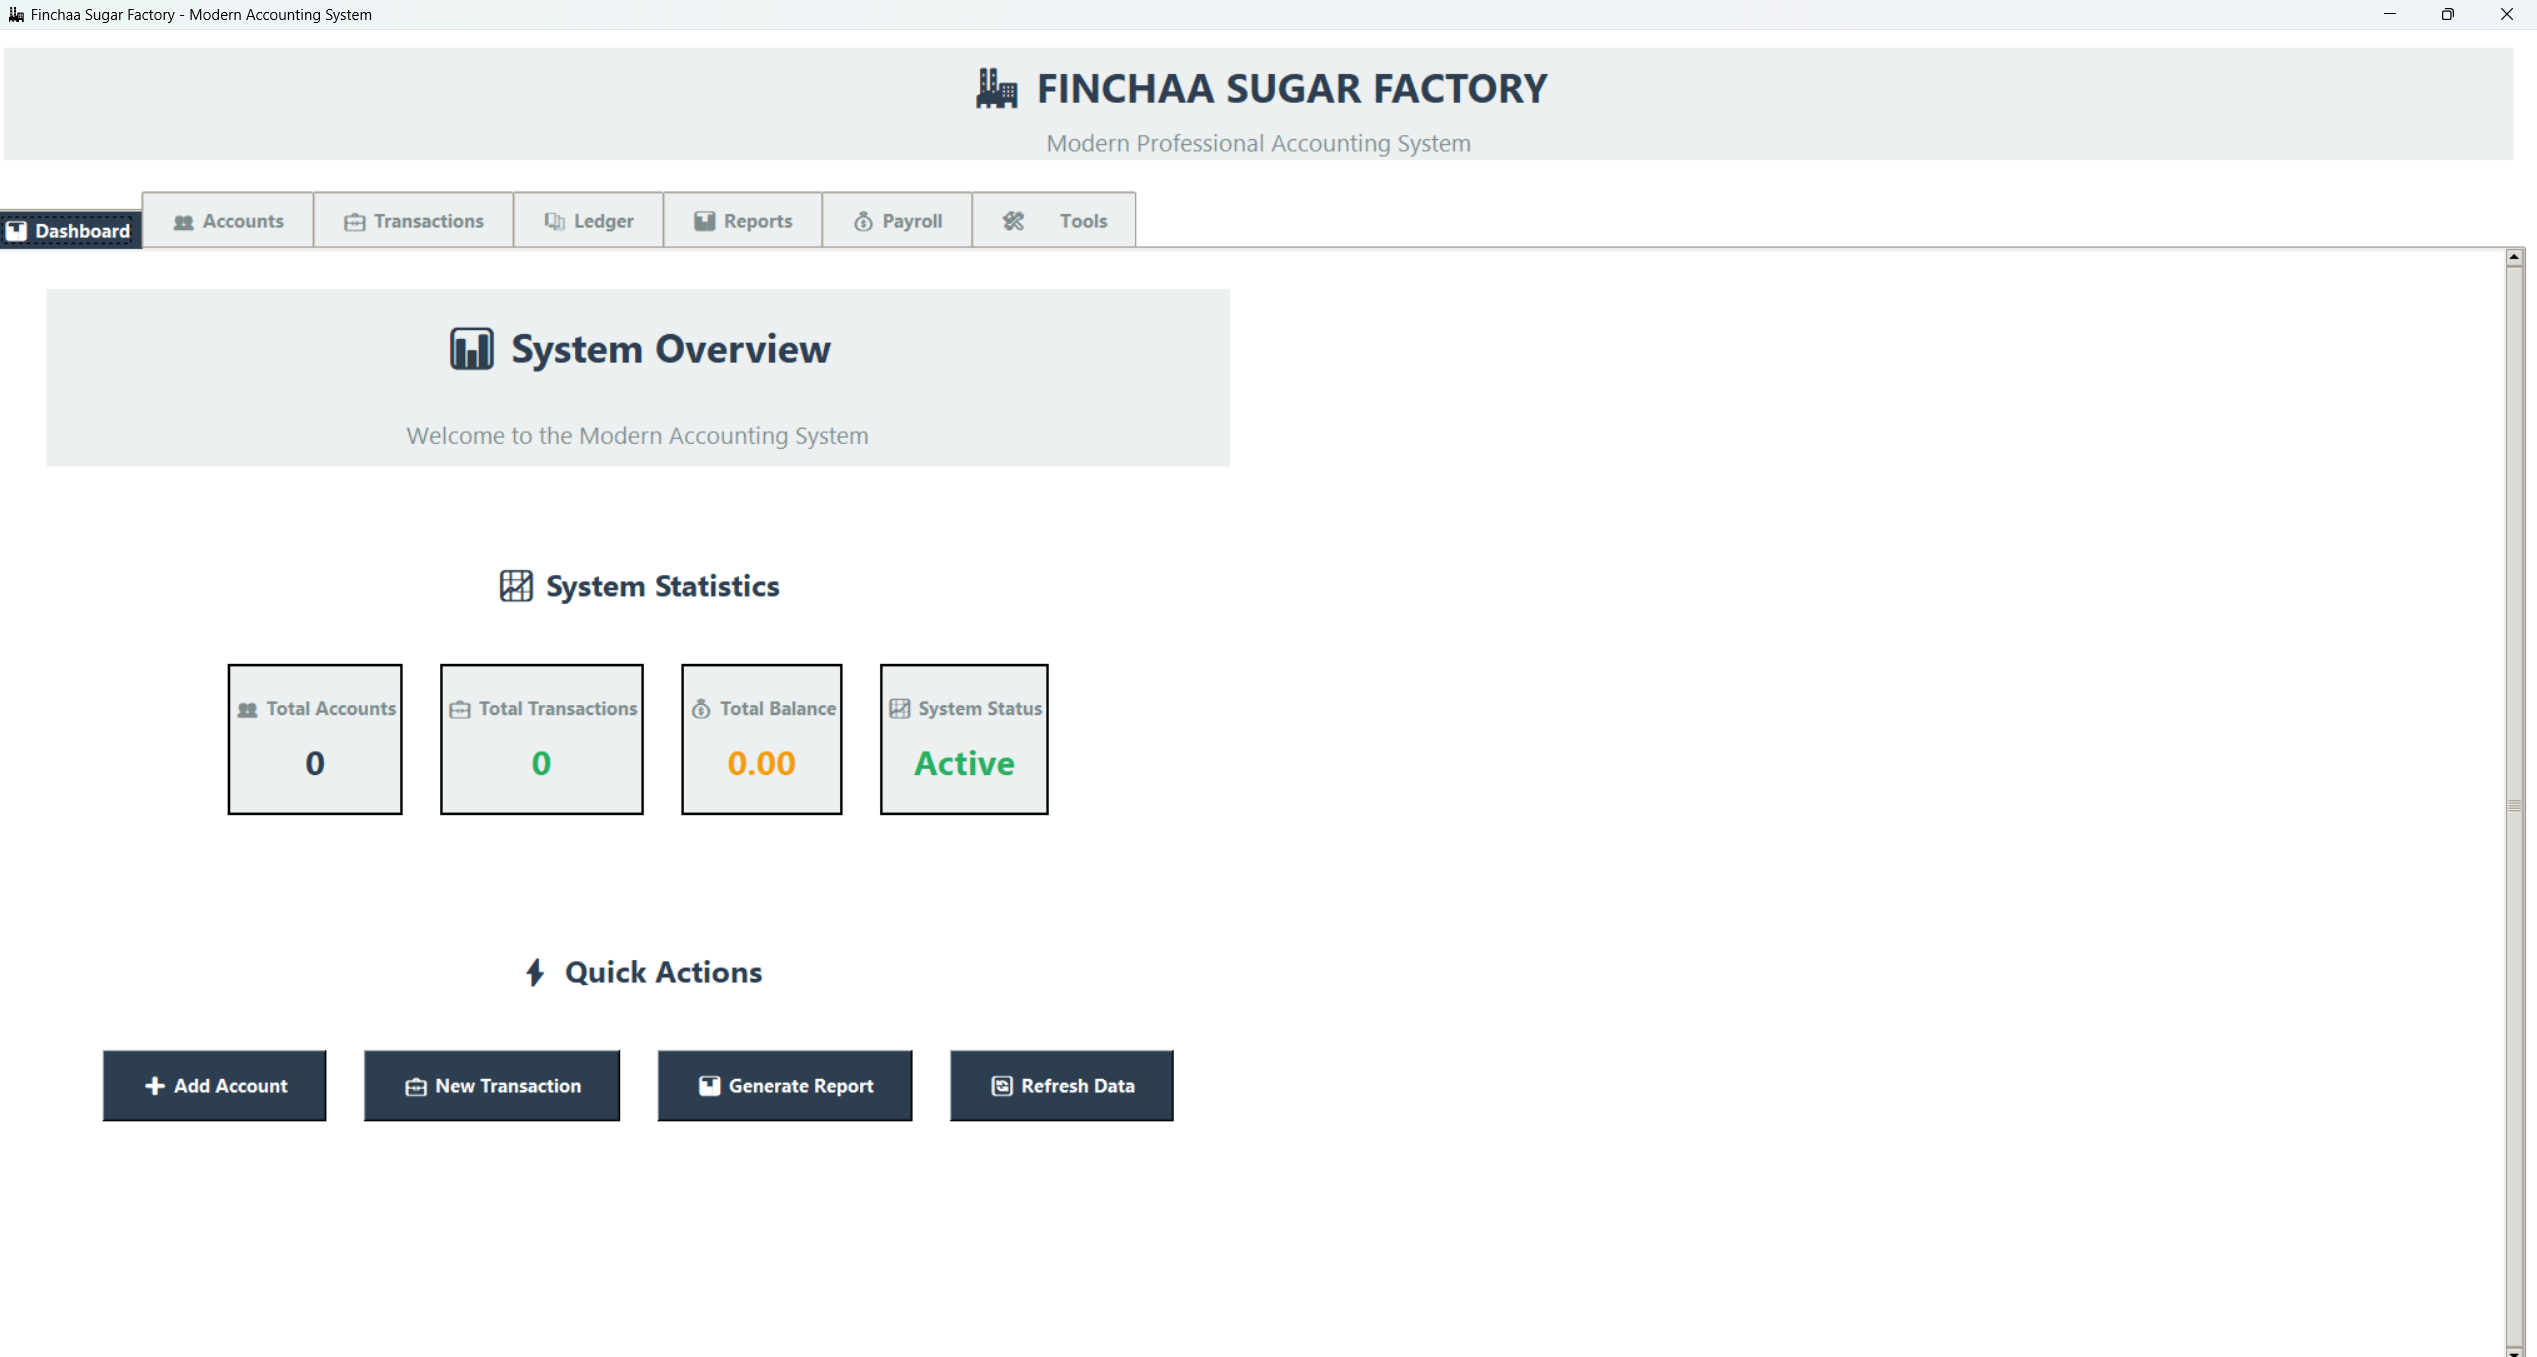 Finchaa Sugar Factory - Modern Accounting System
FINCHAA SUGAR FACTORY
Modern Professional Accounting System
Dashboard Accounts Transactions Ledger Reports Payroll Tools
System Overview
Welcome to the Modern Accounting System
System Statistics
Total Accounts Total Transactions Total Balance System Status
0 0 0.00 Active
Quick Actions
Add Account New Transaction Generate Report Refresh Data